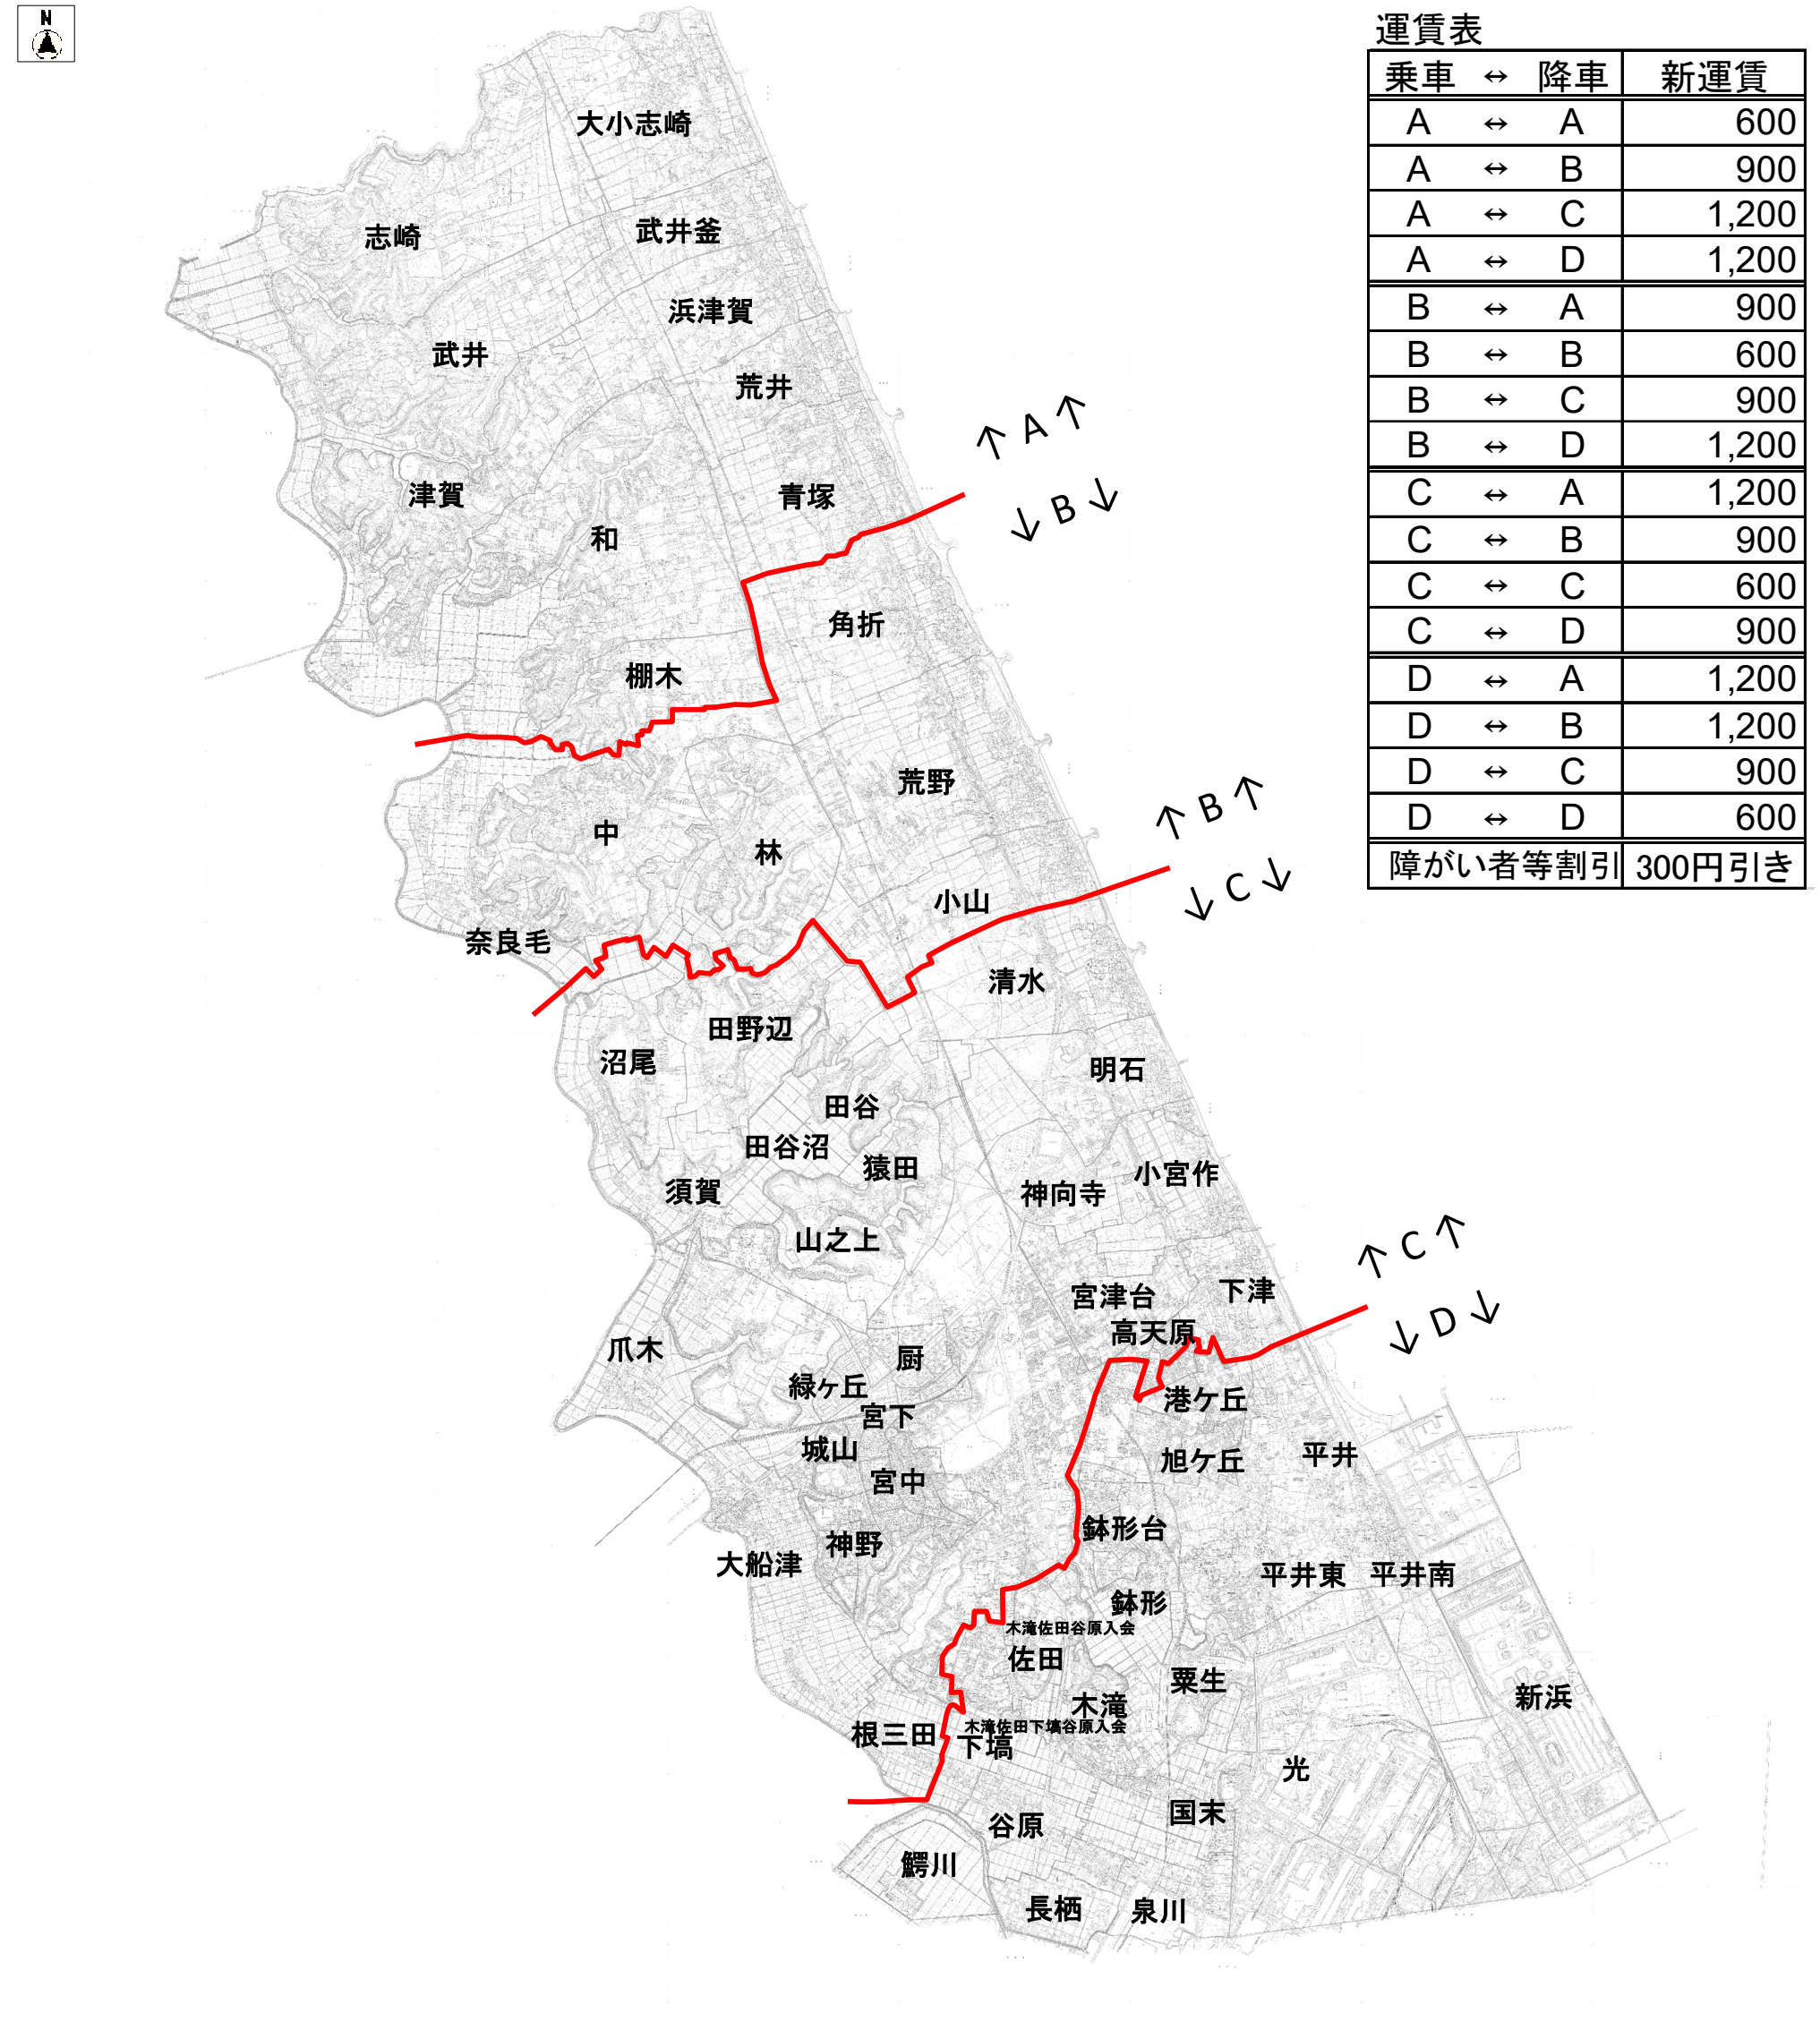 N
運賃表
乗車 ↔ 降車 新運賃
A ↔ A 600
A ↔ B 900
A ↔ C 1,200
A ↔ D 1,200
B ↔ A 900
B ↔ B 600
B ↔ C 900
B ↔ D 1,200
C ↔ A 1,200
C ↔ B 900
C ↔ C 600
C ↔ D 900
D ↔ A 1,200
D ↔ B 1,200
D ↔ C 900
D ↔ D 600
障がい者等割引 300円引き
大小志崎
志崎
武井釜
浜津賀
武井
荒井
↑ A ↑
津賀
青塚
↓ B ↓
和
角折
棚木
荒野
↑ B ↑
中
林
小山
↓ C ↓
奈良毛
清水
田野辺
沼尾
明石
田谷
田谷沼
猿田
小宮作
須賀
神向寺
山之上
↑ C ↑
宮津台
下津
高天原
↓ D ↓
爪木
厨
緑ヶ丘
港ケ丘
宮下
城山
旭ケ丘
平井
宮中
鉢形台
神野
大船津
平井東
平井南
鉢形
木滝佐田谷原入会
佐田
粟生
新浜
木滝
木滝佐田下塙谷原入会
根三田
下塙
光
国末
谷原
鰐川
長栖
泉川